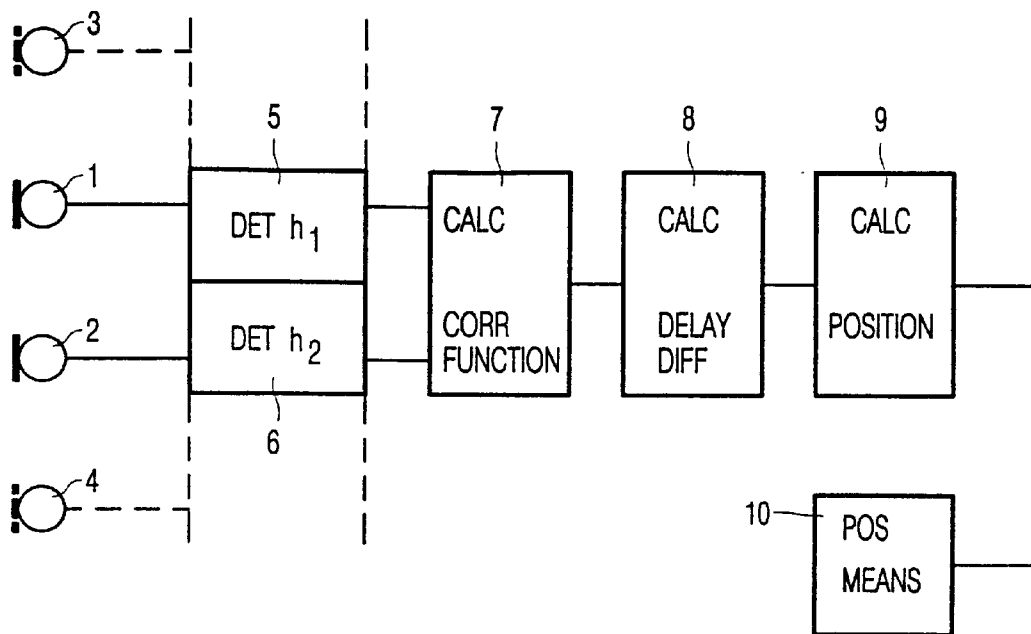 3
5
7
8
9
1
DET h1
CALC
CALC
CALC
2
DET h2
CORR
FUNCTION
DELAY
DIFF
POSITION
6
4
10
POS
MEANS